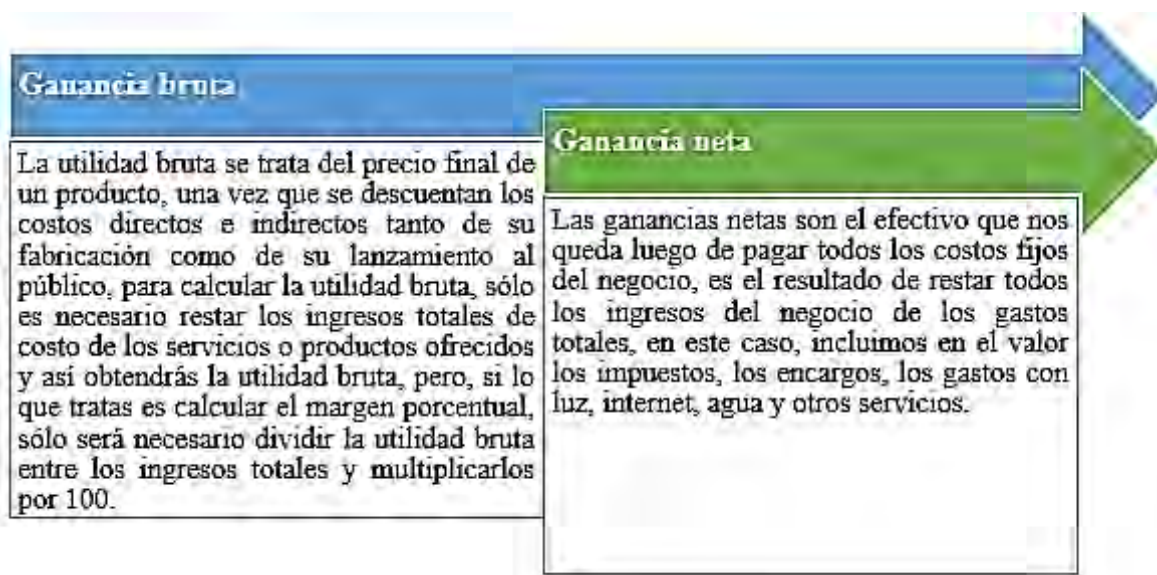 Ganancia bruta
La utilidad bruta se trata del precio final de
un producto, una vez que se descuentan los
costos directos e indirectos tanto de su
fabricación como de su lanzamiento al
público, para calcular la utilidad bruta, sólo
es necesario restar los ingresos totales de
costo de los servicios o productos ofrecidos
y así obtendrás la utilidad bruta, pero, si lo
que tratas es calcular el margen porcentual,
sólo será necesario dividir la utilidad bruta
entre los ingresos totales y multiplicarlos
por 100.
Ganancia neta
Las ganancias netas son el efectivo que nos
queda luego de pagar todos los costos fijos
del negocio, es el resultado de restar todos
los ingresos del negocio de los gastos
totales, en este caso, incluimos en el valor
los impuestos, los encargos, los gastos con
luz, internet, agua y otros servicios.